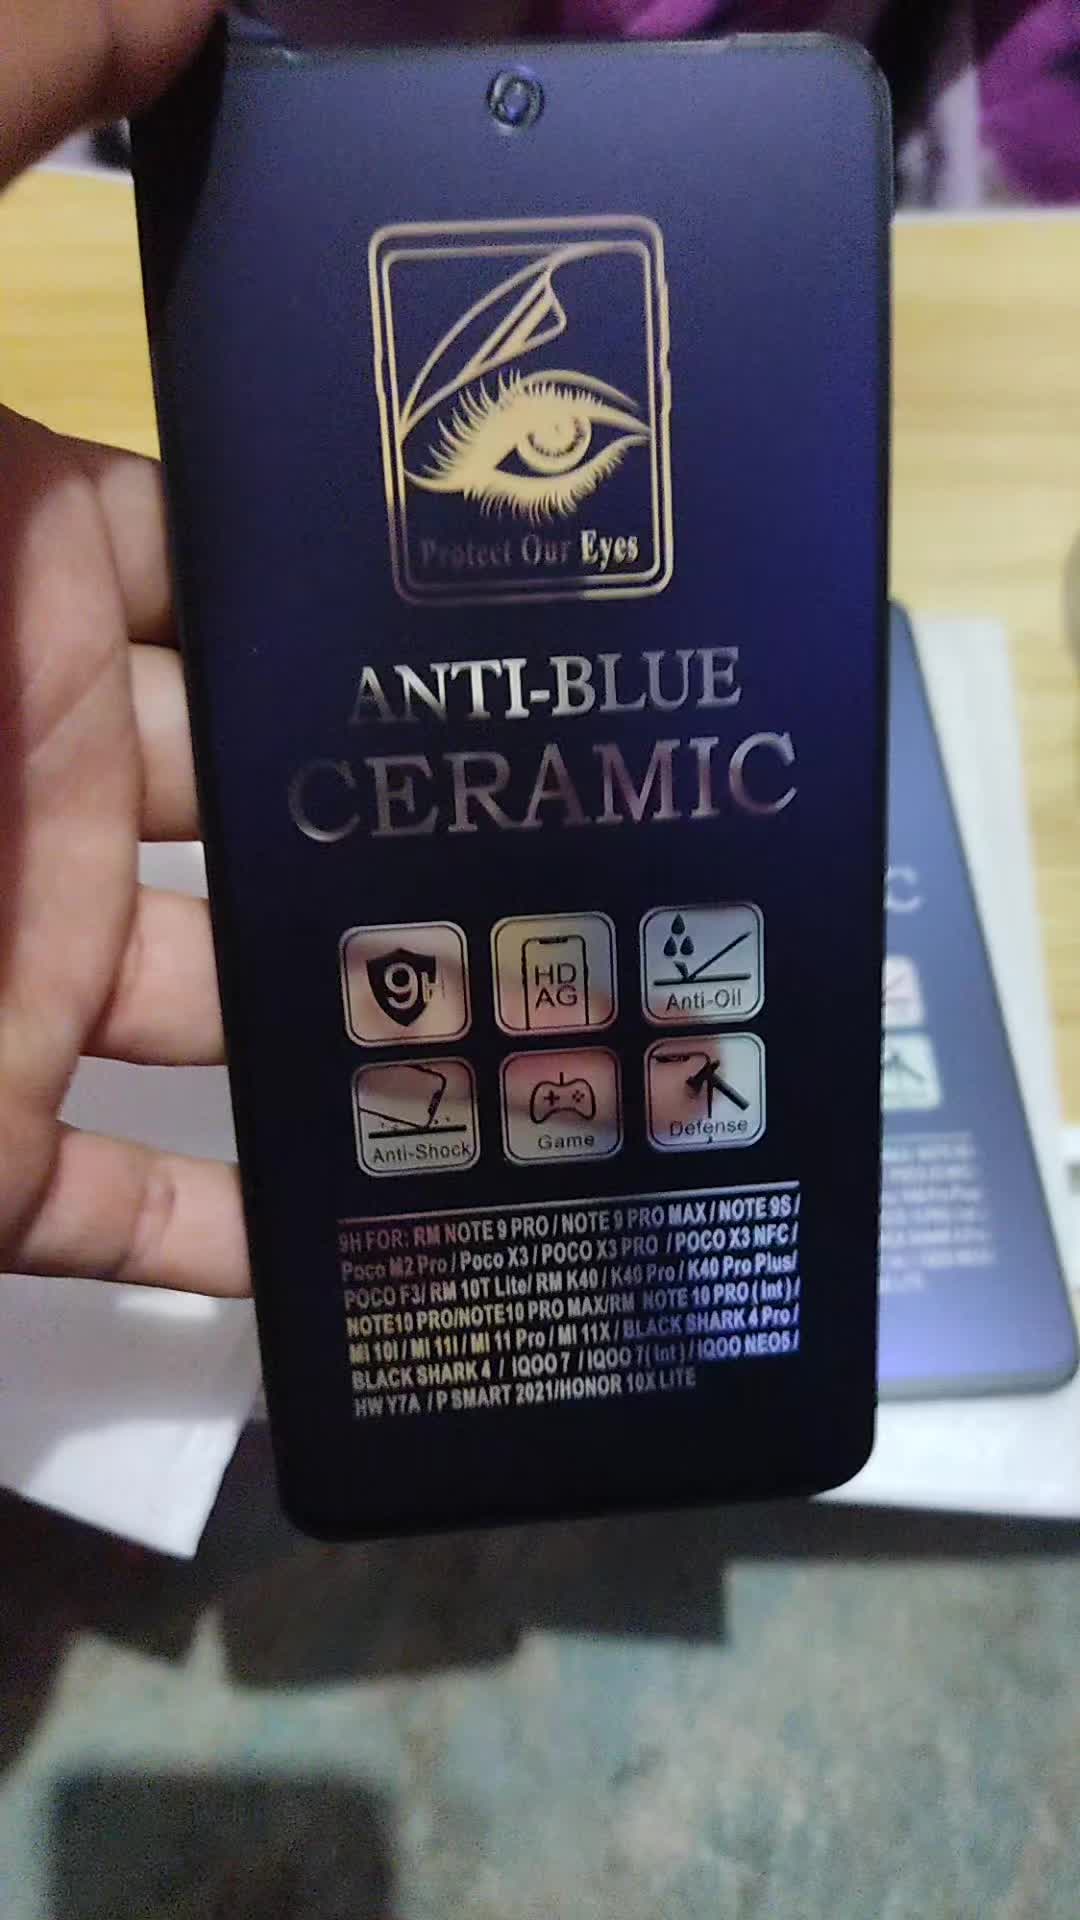 Protect Our Eyes
ANTI-BLUE
CERAMIC
9H
HD
AG
Anti-Oil
Anti-Shock
Game
Defense
9H FOR: RM NOTE 9 PRO / NOTE 9 PRO MAX / NOTE 9S /
Poco M2 Pro / Poco X3 / POCO X3 PRO / POCO X3 NFC /
POCO F3/ RM 10T Lite/ RM K40 / K40 Pro / K40 Pro Plus/
NOTE10 PRO/NOTE10 PRO MAX/RM NOTE 10 PRO ( Int ) /
MI 10I / MI 11I / MI 11 Pro / MI 11X / BLACK SHARK 4 Pro /
BLACK SHARK 4 / IQOO 7 / IQOO 7( Int ) / IQOO NEO5 /
HW Y7A / P SMART 2021/HONOR 10X LITE
C